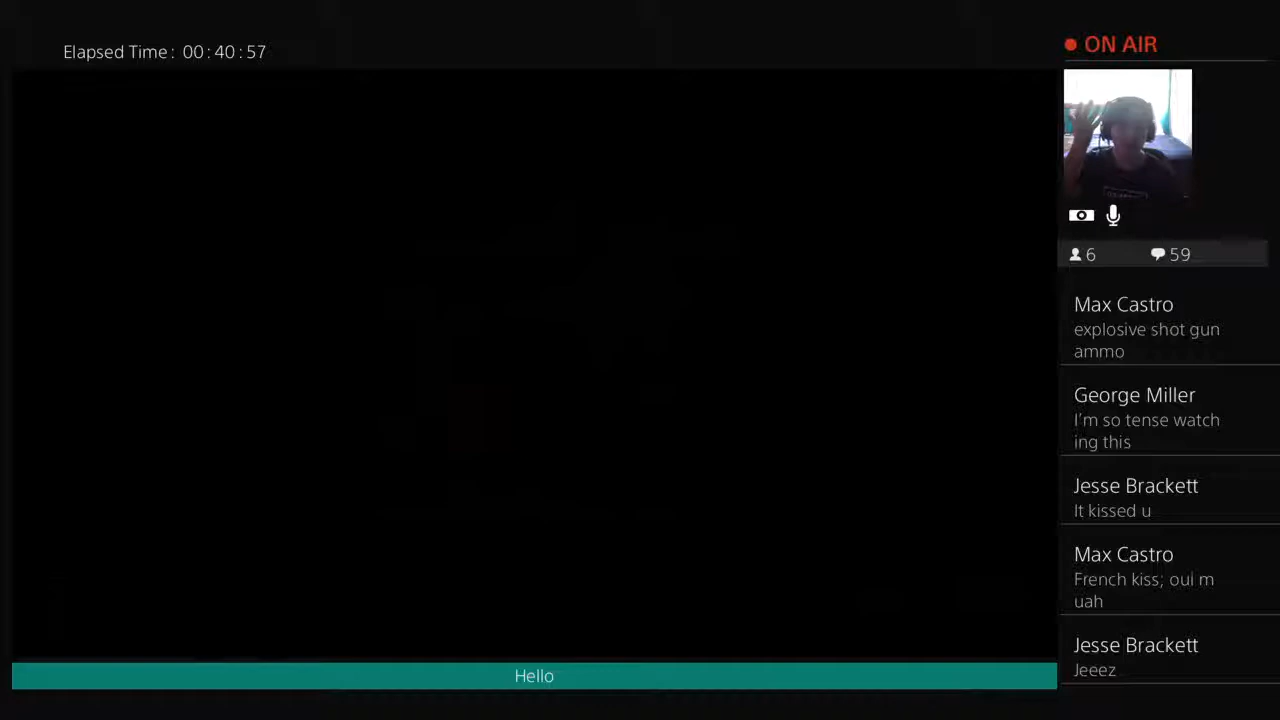 Elapsed Time: 00:40:57
ON AIR
6 59
Max Castro
explosive shot gun
ammo
George Miller
I'm so tense watch
ing this
Jesse Brackett
It kissed u
Max Castro
French kiss; oui m
uah
Jesse Brackett
Jeeez
Hello